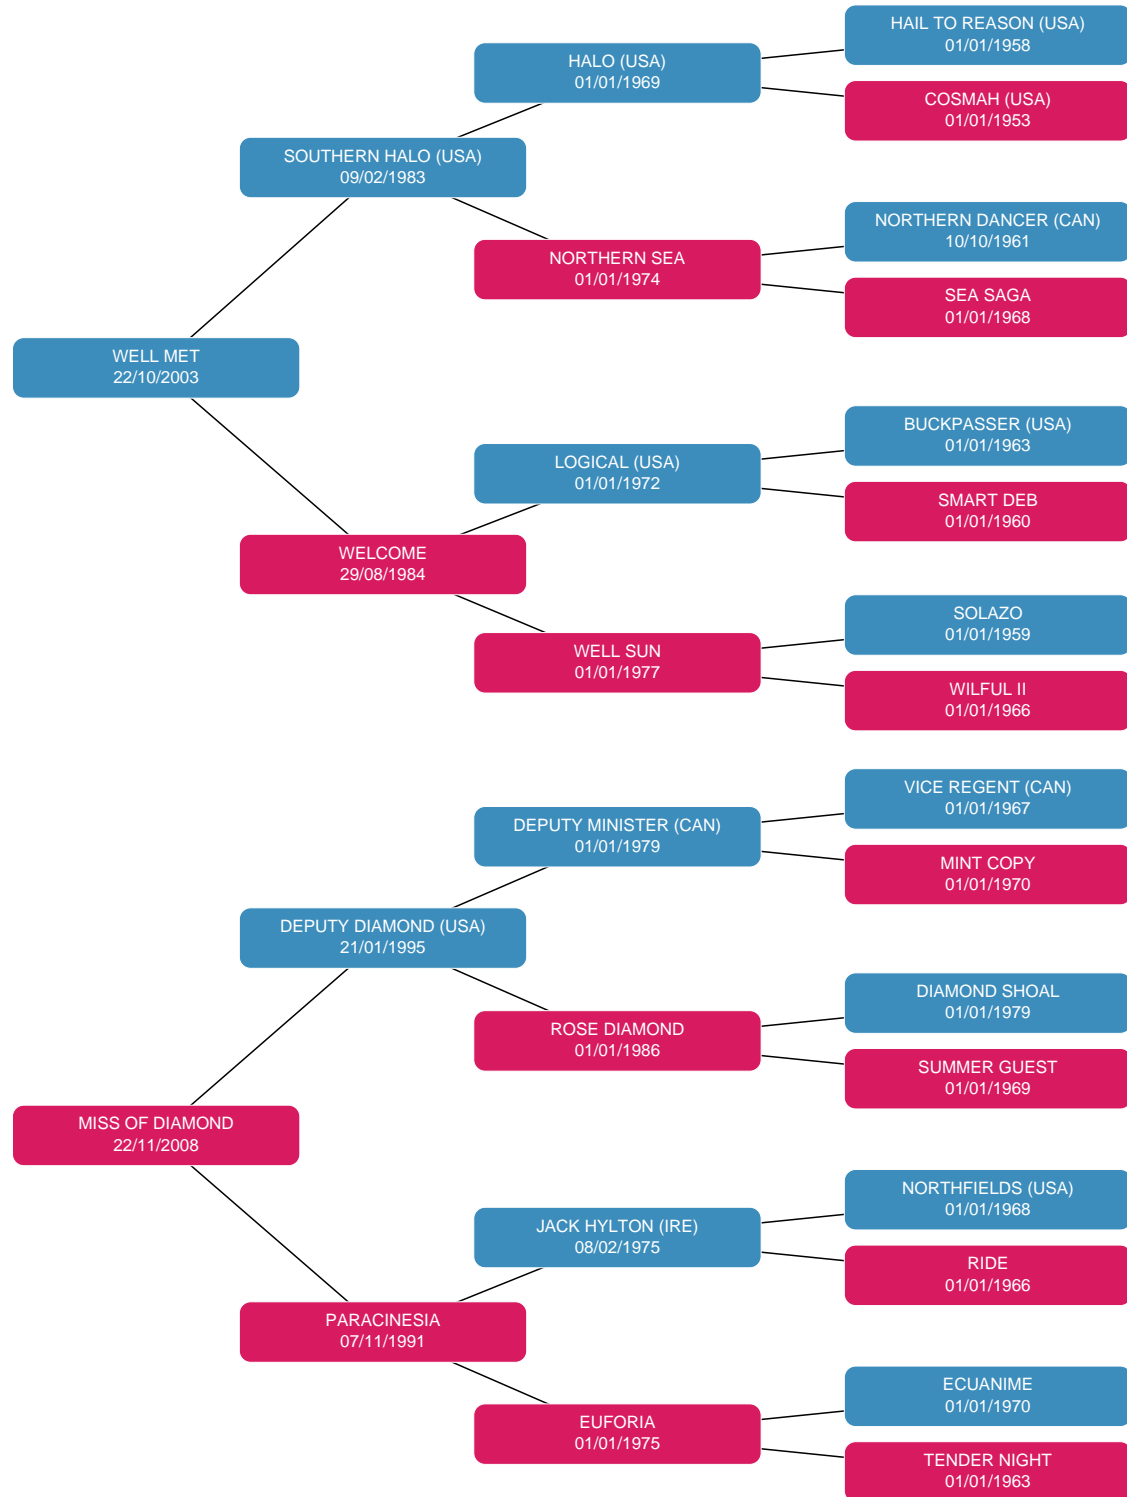 HAIL TO REASON (USA)
01/01/1958
HALO (USA)
01/01/1969
COSMAH (USA)
01/01/1953
SOUTHERN HALO (USA)
09/02/1983
NORTHERN DANCER (CAN)
10/10/1961
NORTHERN SEA
01/01/1974
SEA SAGA
01/01/1968
WELL MET
22/10/2003
BUCKPASSER (USA)
01/01/1963
LOGICAL (USA)
01/01/1972
SMART DEB
01/01/1960
WELCOME
29/08/1984
SOLAZO
01/01/1959
WELL SUN
01/01/1977
WILFUL II
01/01/1966
VICE REGENT (CAN)
01/01/1967
DEPUTY MINISTER (CAN)
01/01/1979
MINT COPY
01/01/1970
DEPUTY DIAMOND (USA)
21/01/1995
DIAMOND SHOAL
01/01/1979
ROSE DIAMOND
01/01/1986
SUMMER GUEST
01/01/1969
MISS OF DIAMOND
22/11/2008
NORTHFIELDS (USA)
01/01/1968
JACK HYLTON (IRE)
08/02/1975
RIDE
01/01/1966
PARACINESIA
07/11/1991
ECUANIME
01/01/1970
EUFORIA
01/01/1975
TENDER NIGHT
01/01/1963